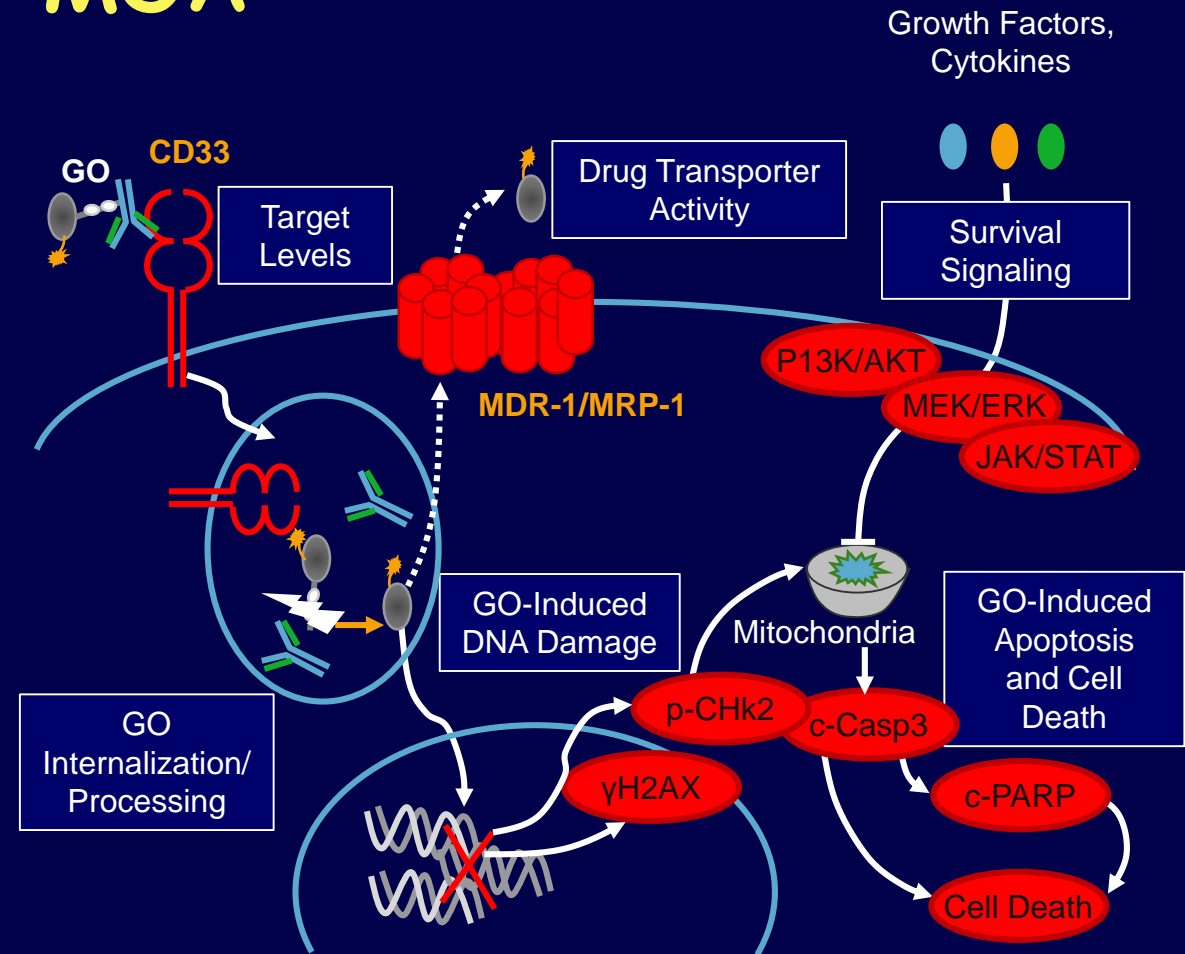 MOA
Growth Factors,
Cytokines
CD33
GO
Target
Levels
Drug Transporter
Activity
Survival
Signaling
P13K/AKT
MEK/ERK
JAK/STAT
MDR-1/MRP-1
GO-Induced
DNA Damage
Mitochondria
GO-Induced
Apoptosis
and Cell
Death
GO
Internalization/
Processing
p-CHk2
c-Casp3
γH2AX
c-PARP
Cell Death